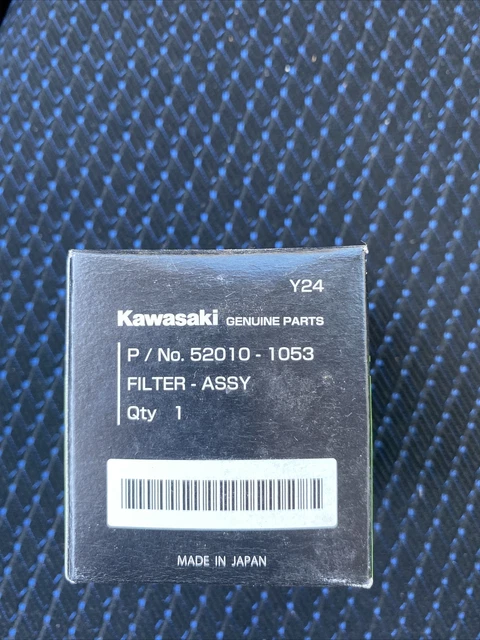 Y24
Kawasaki GENUINE PARTS
P / No. 52010 - 1053
FILTER - ASSY
Qty 1
MADE IN JAPAN